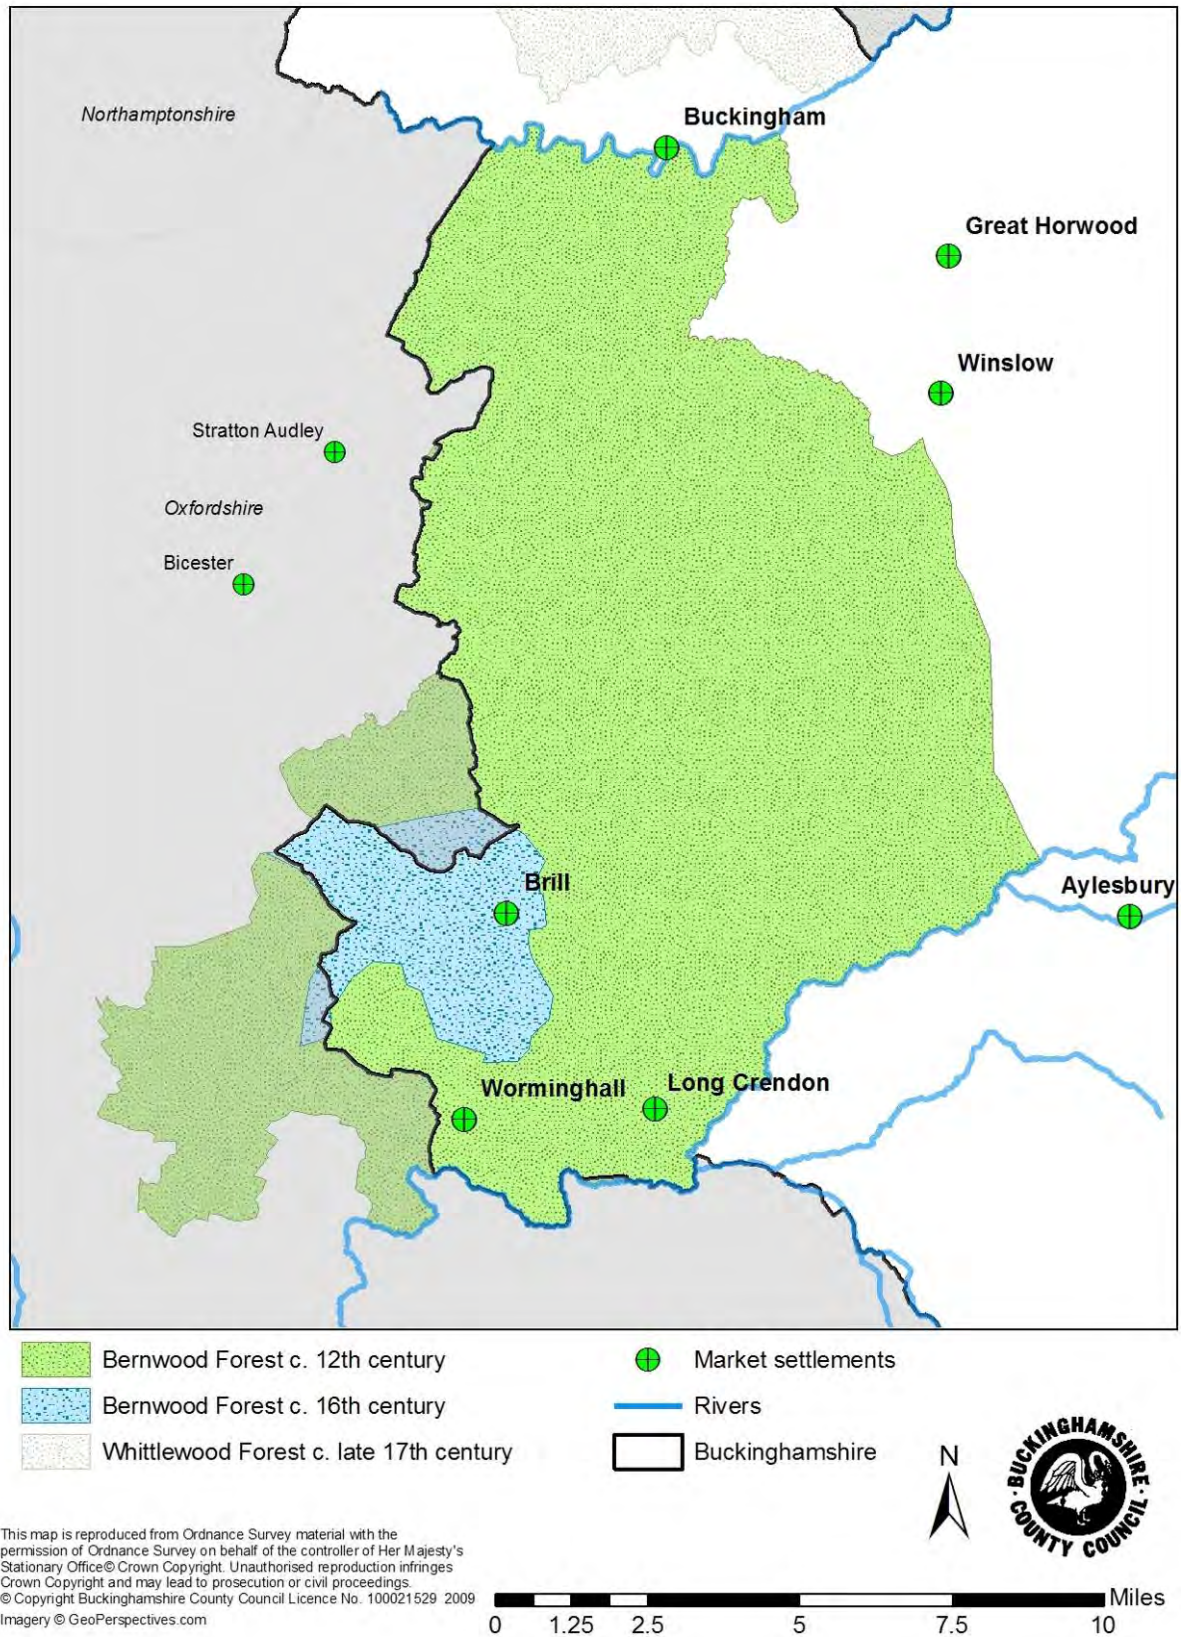 Northamptonshire
Buckingham
Great Horwood
Winslow
Stratton Audley
Oxfordshire
Bicester
Brill
Aylesbury
Worminghall
Long Crendon
Bernwood Forest c. 12th century
Bernwood Forest c. 16th century
Whittlewood Forest c. late 17th century
Market settlements
Rivers
Buckinghamshire
N
· BUCKINGHAMSHIRE ·
COUNTY COUNCIL
This map is reproduced from Ordnance Survey material with the
permission of Ordnance Survey on behalf of the controller of Her Majesty's
Stationary Office© Crown Copyright. Unauthorised reproduction infringes
Crown Copyright and may lead to prosecution or civil proceedings.
© Copyright Buckinghamshire County Council Licence No. 100021529 2009
Imagery © GeoPerspectives.com
Miles
0 1.25 2.5 5 7.5 10